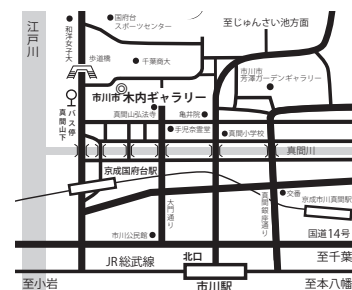 江戸川
●国府台
スポーツセンター
●和洋女子大
至じゅんさい池方面
歩道橋
●千葉商大
市川市
芳澤ガーデンギャラリー
◎
市川市 木内ギャラリー
バス停
真間山下
真間山弘法寺
亀井院●
●手児奈霊堂
●真間小学校
真間川
京成国府台駅
大門通り
真間銀座通り
●交番
京成市川真間駅
市川公民館●
国道14号
JR総武線
北口
至千葉
至小岩
市川駅
至本八幡